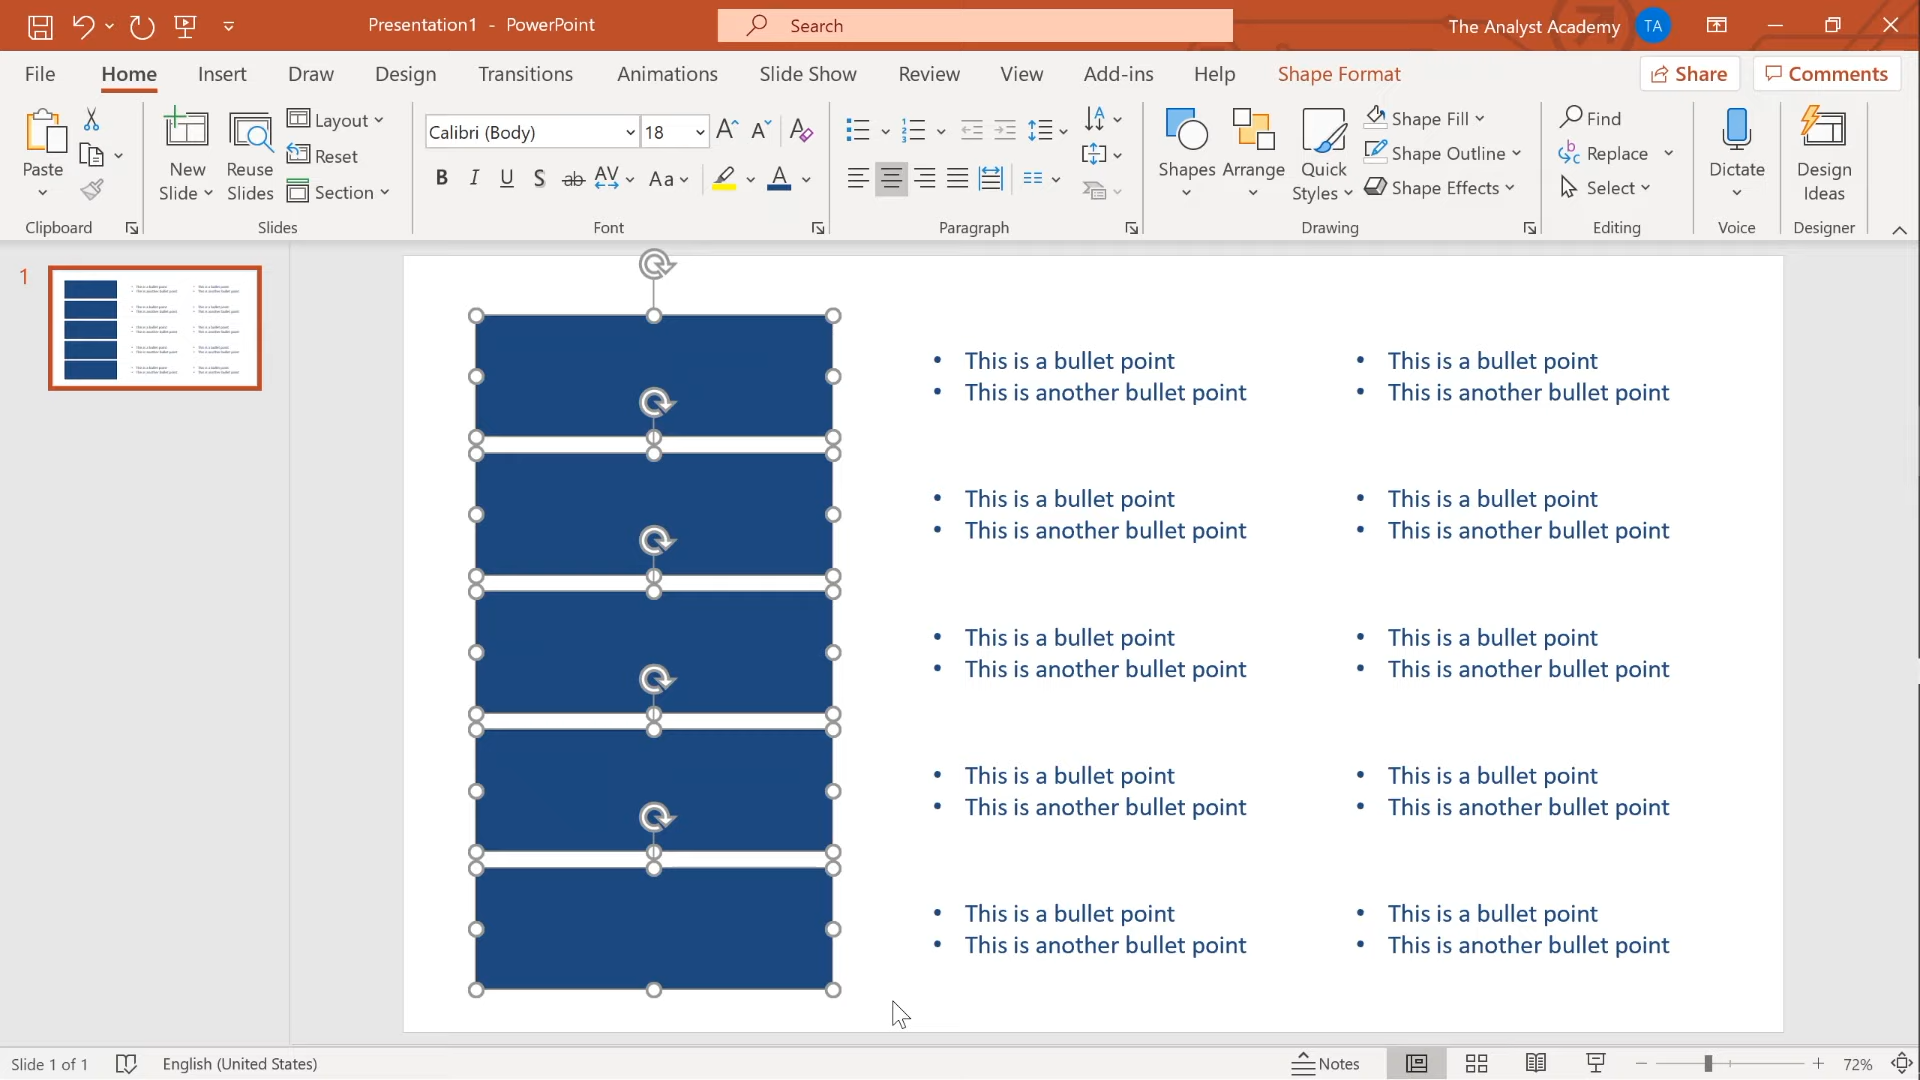 Presentation1 - PowerPoint
Search
The Analyst Academy
TA
File Home Insert Draw Design Transitions Animations Slide Show Review View Add-ins Help Shape Format
Share
Comments
Paste
Clipboard
New Slide
Reuse Slides
Layout
Reset
Section
Slides
Calibri (Body)
18
B I U S ab AV Aa A
Font
Paragraph
Shapes
Arrange
Quick Styles
Shape Fill
Shape Outline
Shape Effects
Drawing
Find
Replace
Select
Editing
Dictate
Voice
Design Ideas
Designer
1
• This is a bullet point
• This is another bullet point
• This is a bullet point
• This is another bullet point
• This is a bullet point
• This is another bullet point
• This is a bullet point
• This is another bullet point
• This is a bullet point
• This is another bullet point
• This is a bullet point
• This is another bullet point
• This is a bullet point
• This is another bullet point
• This is a bullet point
• This is another bullet point
• This is a bullet point
• This is another bullet point
• This is a bullet point
• This is another bullet point
Slide 1 of 1
English (United States)
Notes
72%